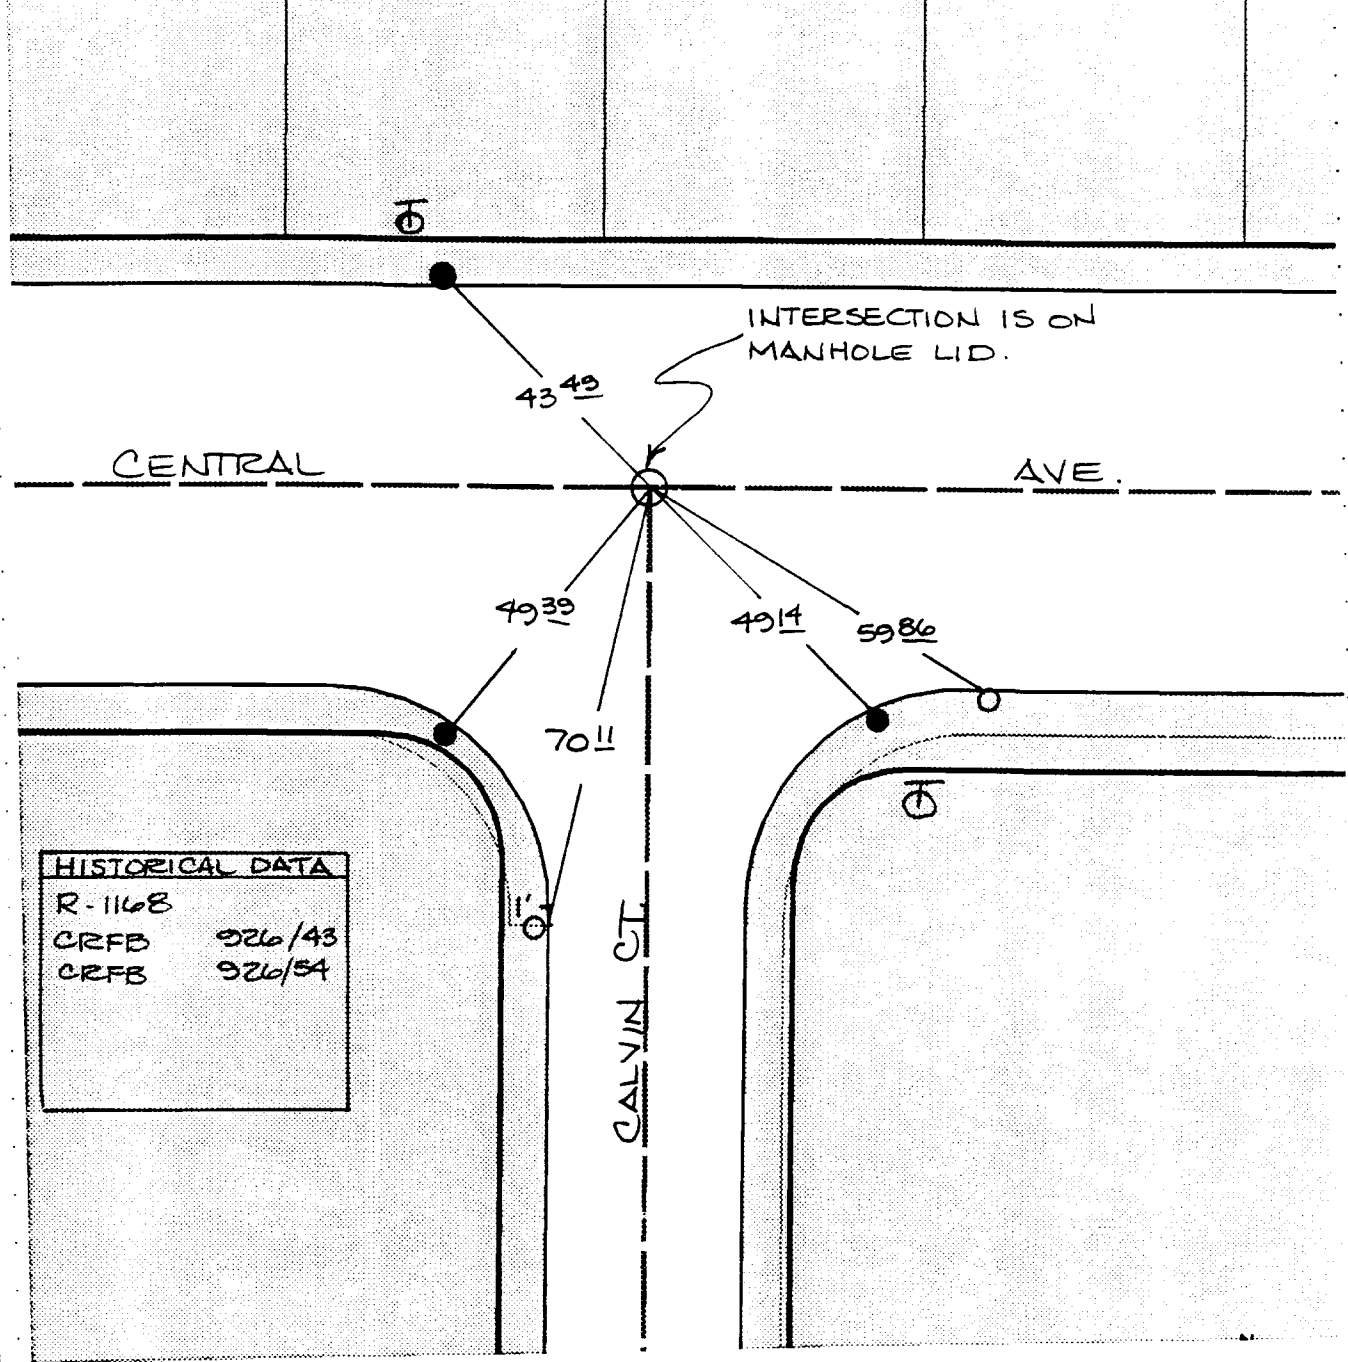 INTERSECTION IS ON
MANHOLE LID.
43 49
CENTRAL AVE.
49 39
49 14
59 86
70 11
HISTORICAL DATA
R-1168
CRFB 926/43
CRFB 926/54
1'
CALVIN CT.